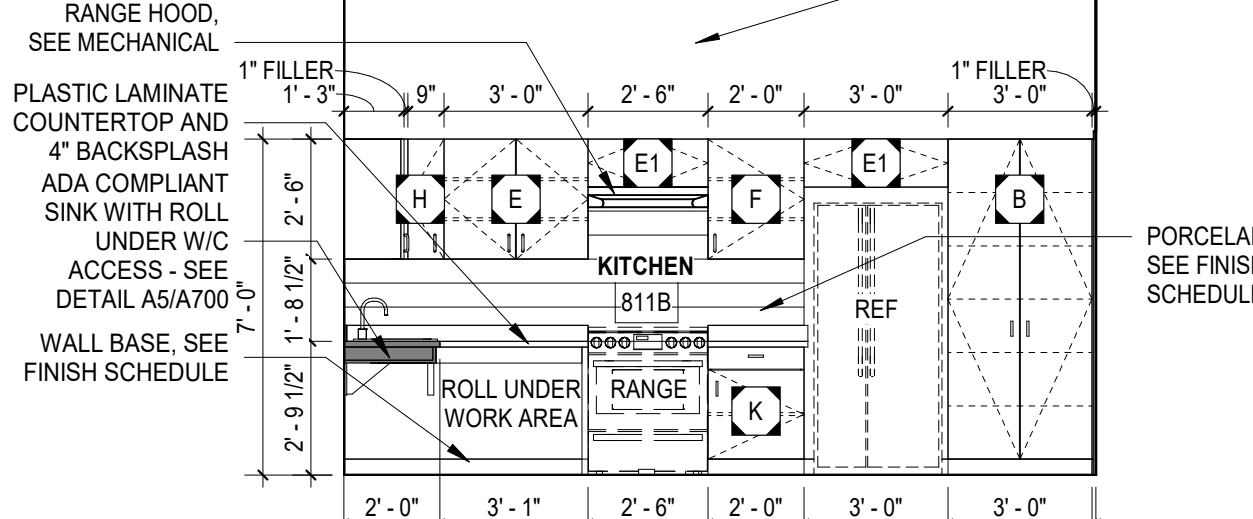 RANGE HOOD,
SEE MECHANICAL
1" FILLER
1' - 3"
9"
3' - 0"
2' - 6"
2' - 0"
3' - 0"
1" FILLER
3' - 0"
PLASTIC LAMINATE
COUNTERTOP AND
4" BACKSPLASH
ADA COMPLIANT
SINK WITH ROLL
UNDER W/C
ACCESS - SEE
DETAIL A5/A700
WALL BASE, SEE
FINISH SCHEDULE
7' - 0"
2' - 6"
1' - 8 1/2"
2' - 9 1/2"
H
E
E1
F
E1
B
KITCHEN
811B
REF
ROLL UNDER
WORK AREA
RANGE
K
PORCELA
SEE FINIS
SCHEDUL
2' - 0"
3' - 1"
2' - 6"
2' - 0"
3' - 0"
3' - 0"